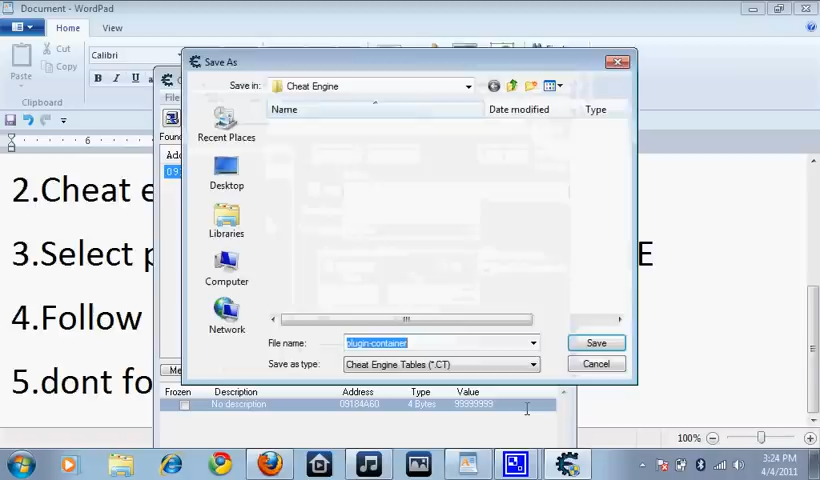 Document - WordPad
Home
View
Cut
Copy
Paste
Clipboard
Calibri
B
I
Save As
Save in:
Cheat Engine
Name
Date modified
Type
Recent Places
Desktop
Libraries
Computer
Network
File name:
plugin-container
Save
Save as type:
Cheat Engine Tables (*.CT)
Cancel
File
Found
6
2.Cheat e
3.Select p
E
4.Follow
5.dont fo
Frozen
Description
Address
Type
Value
No description
09184A60
4 Bytes
99999999
100%
3:24 PM
4/4/2011